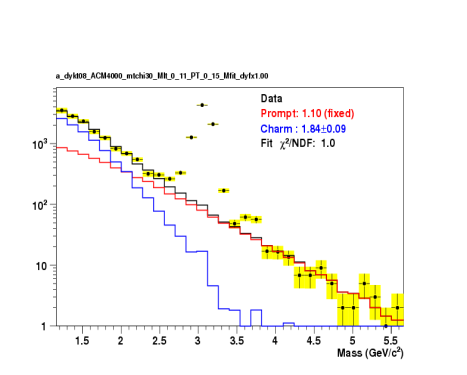 a_dykt08_ACM4000_mtchi30_Mlt_0_11_PT_0_15_Mfit_dyfx1.00
Data
Prompt: 1.10 (fixed)
Charm : 1.84±0.09
Fit χ²/NDF: 1.0
10³
10²
10
1
1.5 2 2.5 3 3.5 4 4.5 5 5.5
Mass (GeV/c²)